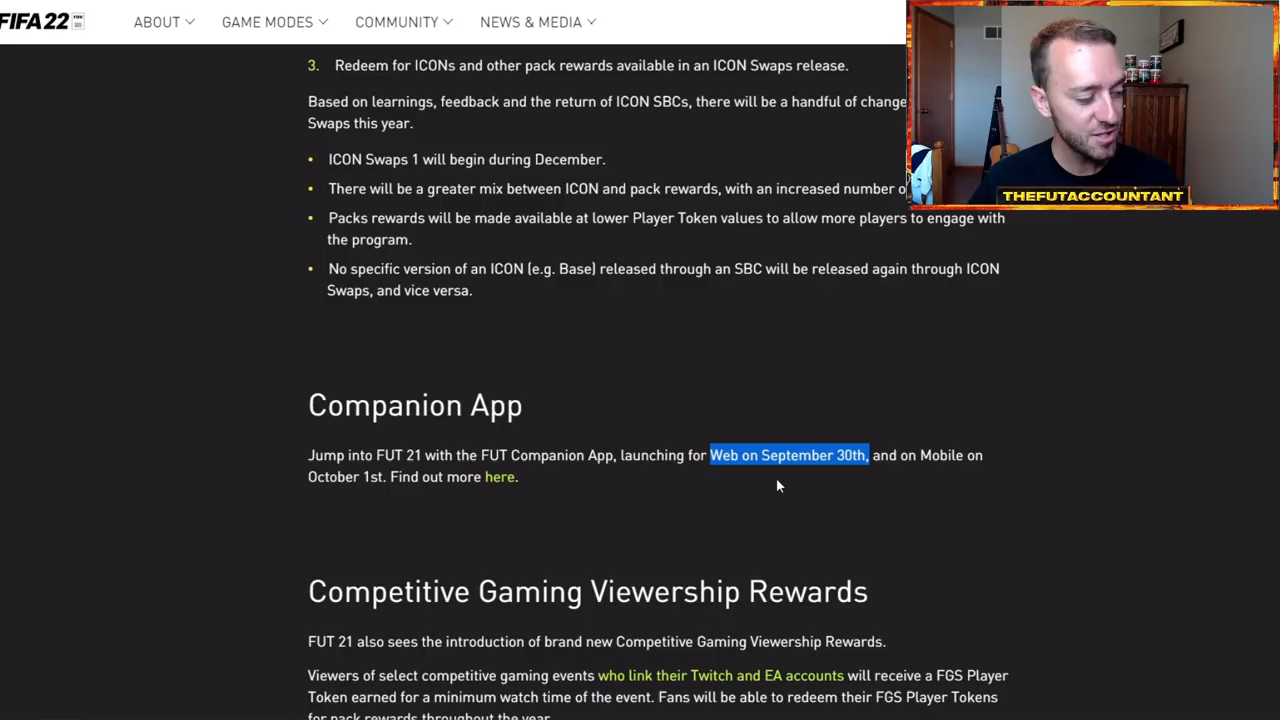 FIFA 22
ABOUT
GAME MODES
COMMUNITY
NEWS & MEDIA
3. Redeem for ICONs and other pack rewards available in an ICON Swaps release.
Based on learnings, feedback and the return of ICON SBCs, there will be a handful of change
Swaps this year.
• ICON Swaps 1 will begin during December.
• There will be a greater mix between ICON and pack rewards, with an increased number o
• Packs rewards will be made available at lower Player Token values to allow more players to engage with
the program.
• No specific version of an ICON (e.g. Base) released through an SBC will be released again through ICON
Swaps, and vice versa.
THEFUTACCOUNTANT
Companion App
Jump into FUT 21 with the FUT Companion App, launching for Web on September 30th, and on Mobile on
October 1st. Find out more here.
Competitive Gaming Viewership Rewards
FUT 21 also sees the introduction of brand new Competitive Gaming Viewership Rewards.
Viewers of select competitive gaming events who link their Twitch and EA accounts will receive a FGS Player
Token earned for a minimum watch time of the event. Fans will be able to redeem their FGS Player Tokens
for pack rewards throughout the year.